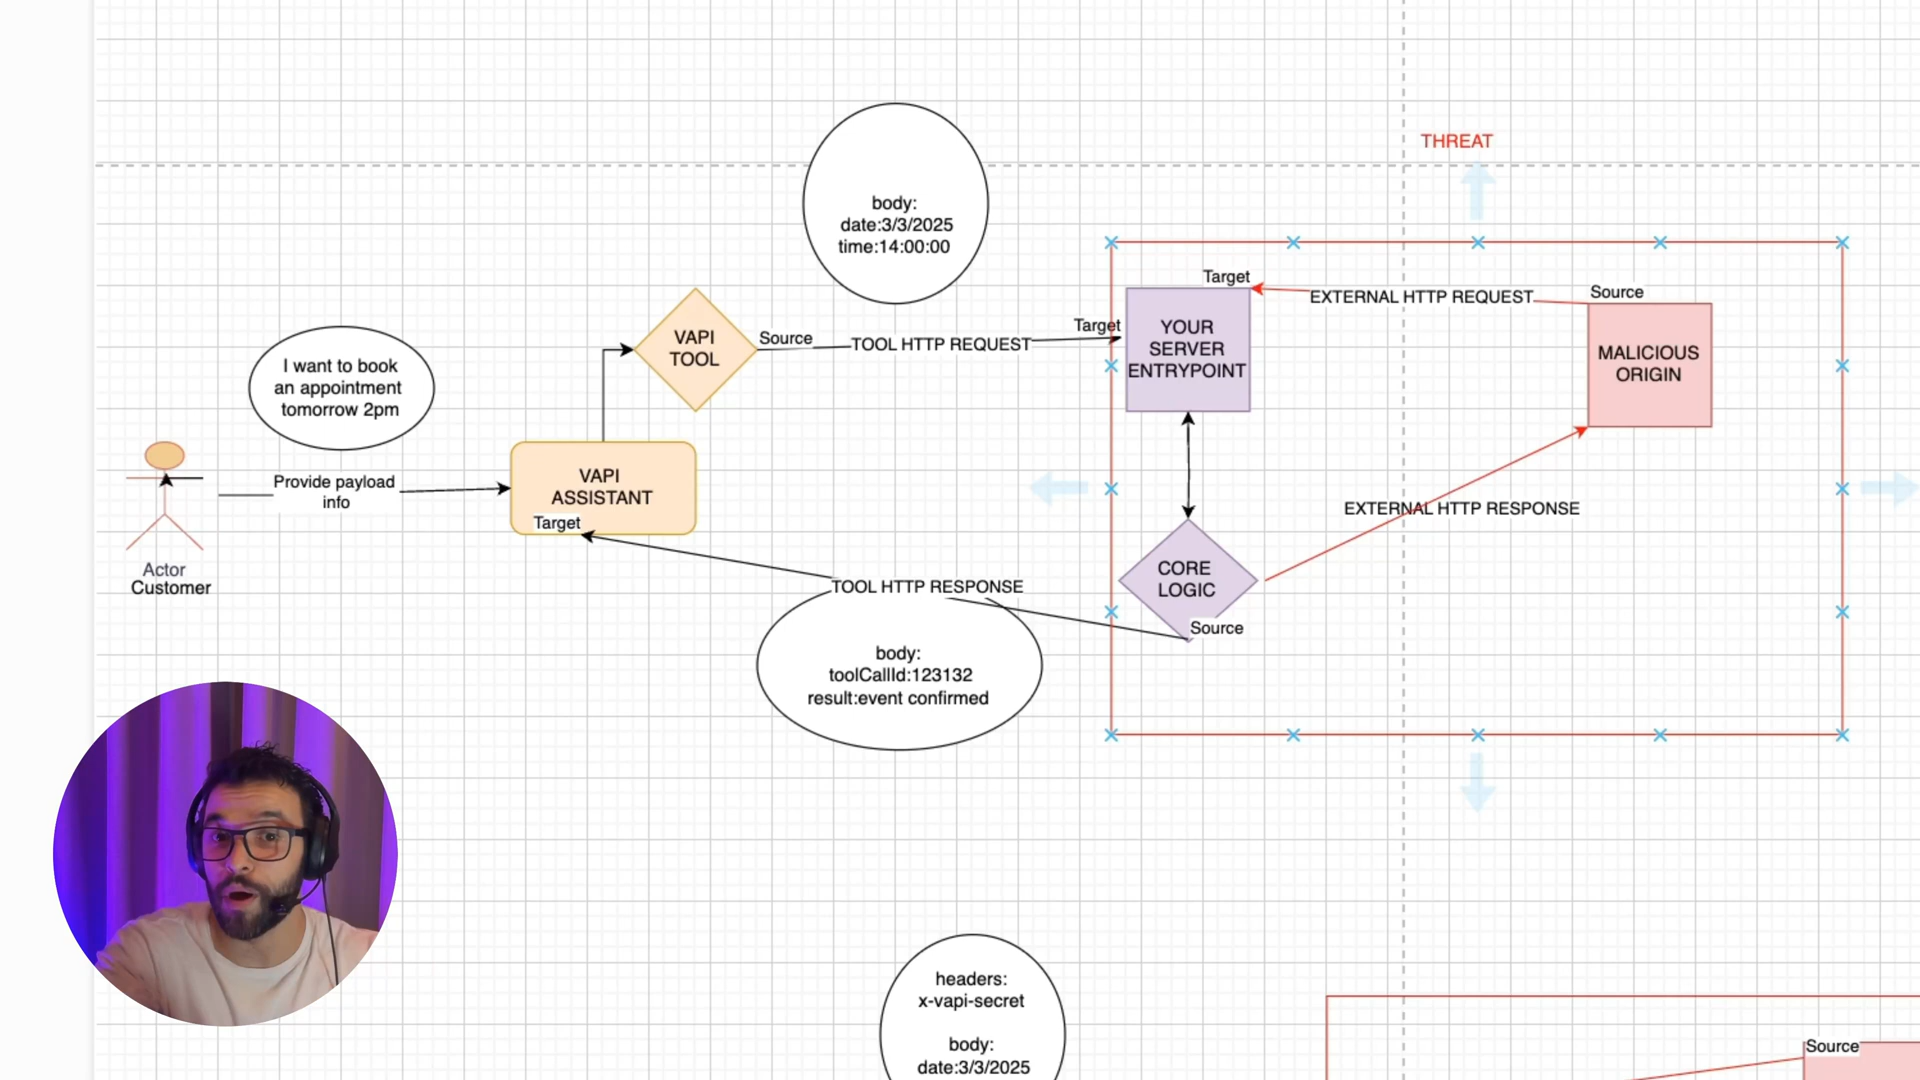 THREAT
body:
date:3/3/2025
time:14:00:00
Target
EXTERNAL HTTP REQUEST
Source
VAPI
TOOL
Source
TOOL HTTP REQUEST
Target
YOUR
SERVER
ENTRYPOINT
MALICIOUS
ORIGIN
I want to book
an appointment
tomorrow 2pm
Provide payload
info
VAPI
ASSISTANT
Target
EXTERNAL HTTP RESPONSE
Actor
Customer
TOOL HTTP RESPONSE
CORE
LOGIC
Source
body:
toolCallId:123132
result:event confirmed
headers:
x-vapi-secret
body:
date:3/3/2025
Source